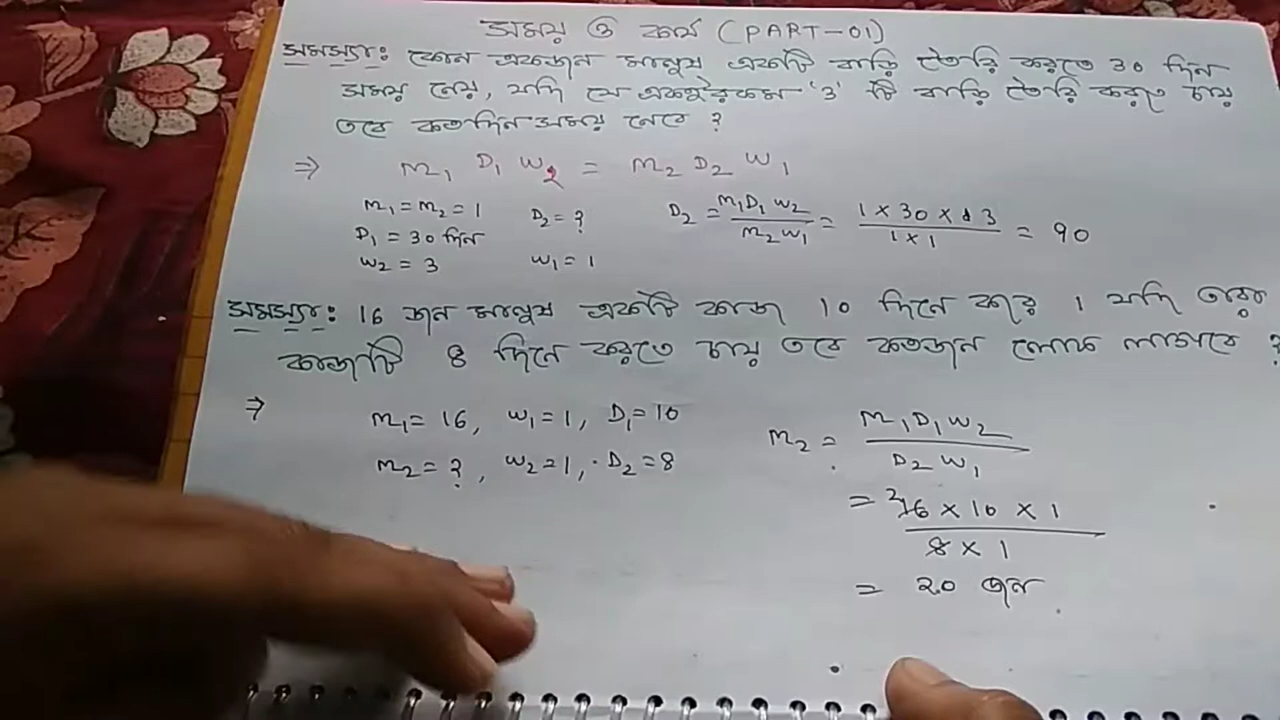 সময় ও কার্য (PART-01)
সমস্যা: কোন একজন মানুষ একটি বাড়ি তৈরি করতে 30 দিন
সময় নেয়, যদি সে একইরকম '3' টি বাড়ি তৈরি করতে চায়
তবে কতদিন সময় নেবে ?
⇒ M₁ D₁ W₂ = M₂ D₂ W₁
M₁ = M₂ = 1 D₂ = ? D₂ = M₁D₁W₂ / M₂W₁ = 1 × 30 × 3 / 1 × 1 = 90
D₁ = 30 দিন
W₂ = 3 W₁ = 1
সমস্যা: 16 জন মানুষ একটি কাজ 10 দিনে করে । যদি তারা
কাজটি 8 দিনে করতে চায় তবে কতজন লোক লাগবে ?
⇒ M₁ = 16, W₁ = 1, D₁ = 10 M₂ = M₁D₁W₂ / D₂W₁
M₂ = ?, W₂ = 1, D₂ = 8
= 16 × 10 × 1 / 8 × 1
= 20 জন